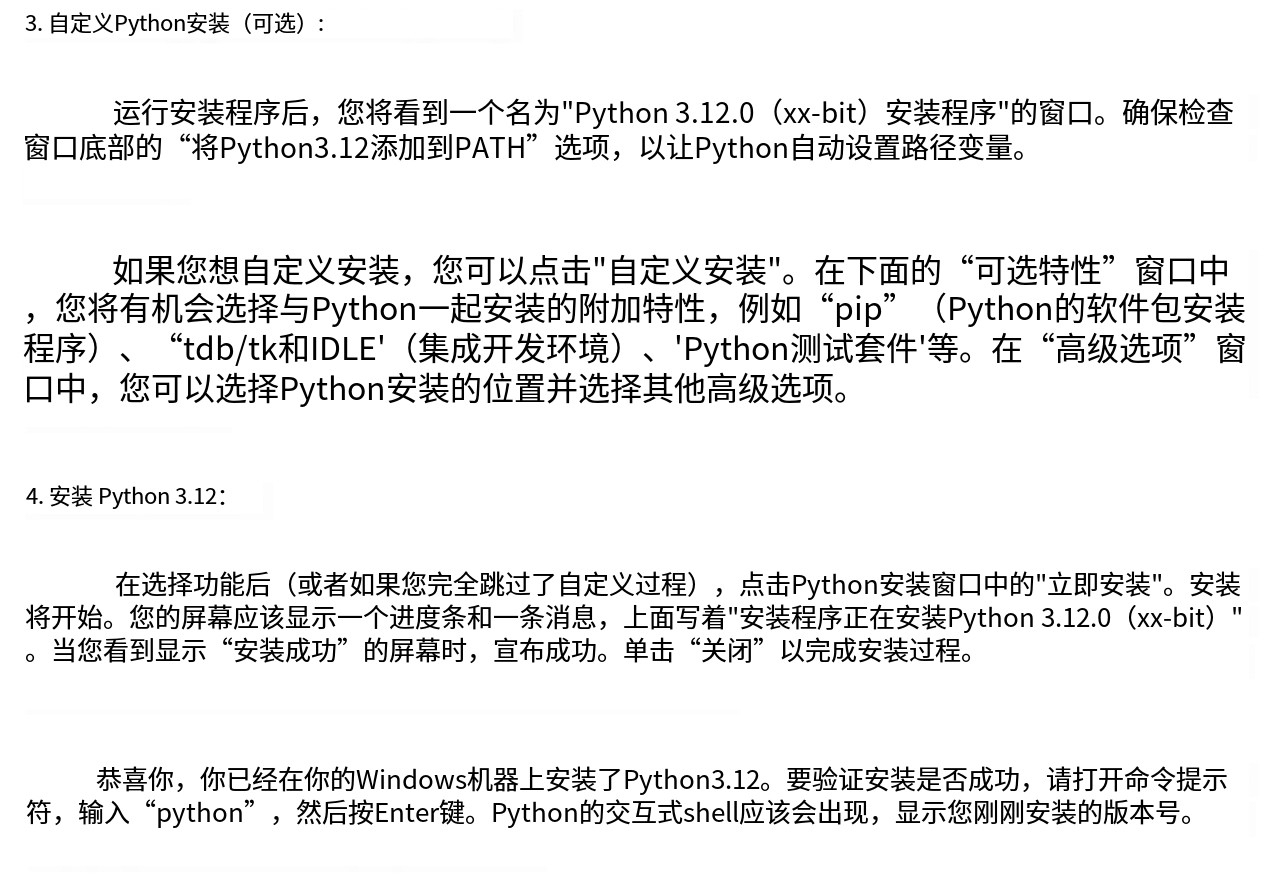 3. 自定义Python安装（可选）:
运行安装程序后，您将看到一个名为"Python 3.12.0（xx-bit）安装程序"的窗口。确保检查
窗口底部的“将Python3.12添加到PATH”选项，以让Python自动设置路径变量。
如果您想自定义安装，您可以点击"自定义安装"。在下面的“可选特性”窗口中
，您将有机会选择与Python一起安装的附加特性，例如“pip”（Python的软件包安装
程序）、“tdb/tk和IDLE'（集成开发环境）、'Python测试套件'等。在“高级选项”窗
口中，您可以选择Python安装的位置并选择其他高级选项。
4. 安装 Python 3.12：
在选择功能后（或者如果您完全跳过了自定义过程），点击Python安装窗口中的"立即安装"。安装
将开始。您的屏幕应该显示一个进度条和一条消息，上面写着"安装程序正在安装Python 3.12.0（xx-bit）"
。当您看到显示“安装成功”的屏幕时，宣布成功。单击“关闭”以完成安装过程。
恭喜你，你已经在你的Windows机器上安装了Python3.12。要验证安装是否成功，请打开命令提示
符，输入“python”，然后按Enter键。Python的交互式shell应该会出现，显示您刚刚安装的版本号。